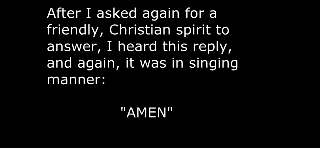 After I asked again for a
friendly, Christian spirit to
answer, I heard this reply,
and again, it was in singing
manner:
"AMEN"